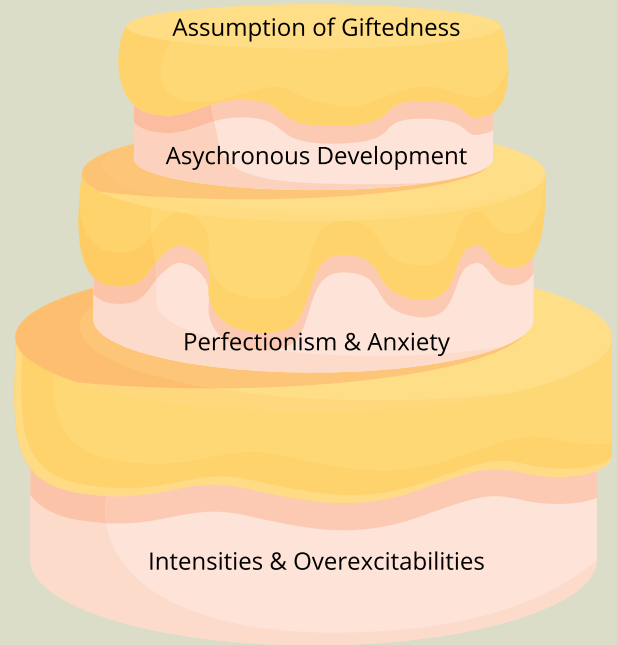 Assumption of Giftedness
Asychronous Development
Perfectionism & Anxiety
Intensities & Overexcitabilities